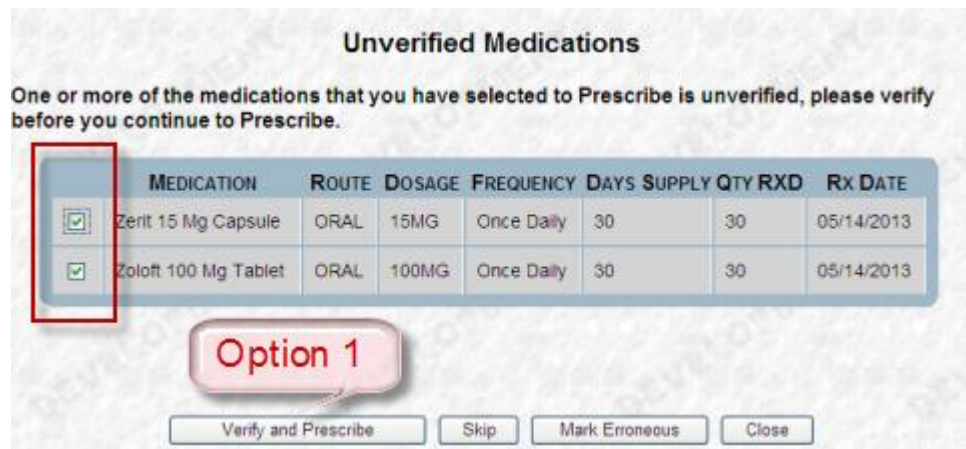 Unverified Medications
One or more of the medications that you have selected to Prescribe is unverified, please verify
before you continue to Prescribe.
MEDICATION ROUTE DOSAGE FREQUENCY DAYS SUPPLY QTY RXD RX DATE
Zerit 15 Mg Capsule ORAL 15MG Once Daily 30 30 05/14/2013
Zoloft 100 Mg Tablet ORAL 100MG Once Daily 30 30 05/14/2013
Option 1
Verify and Prescribe Skip Mark Erroneous Close